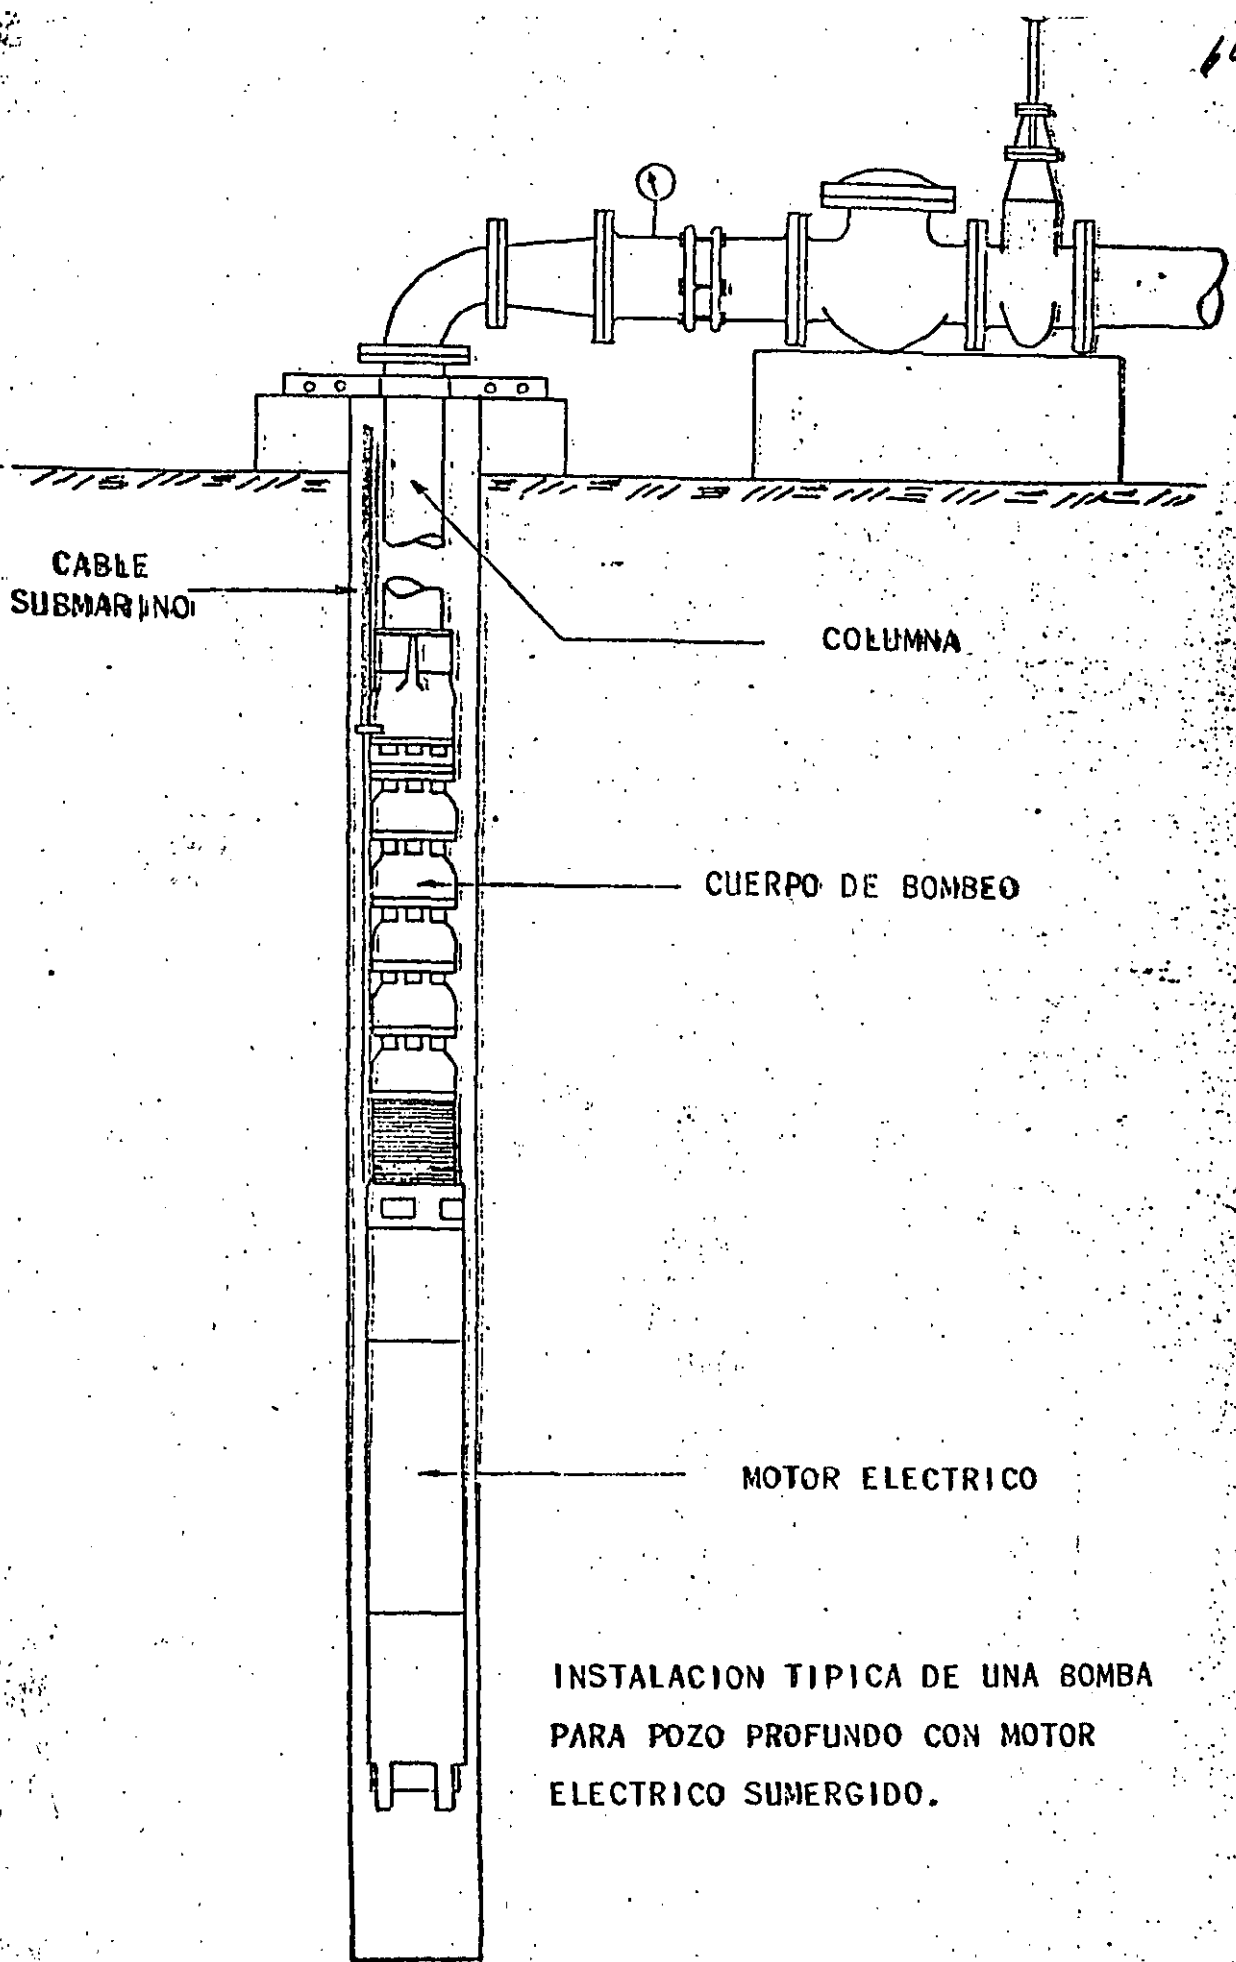 CABLE
SUBMARINO
COLUMNA
CUERPO DE BOMBEO
MOTOR ELECTRICO
INSTALACION TIPICA DE UNA BOMBA
PARA POZO PROFUNDO CON MOTOR
ELECTRICO SUMERGIDO.